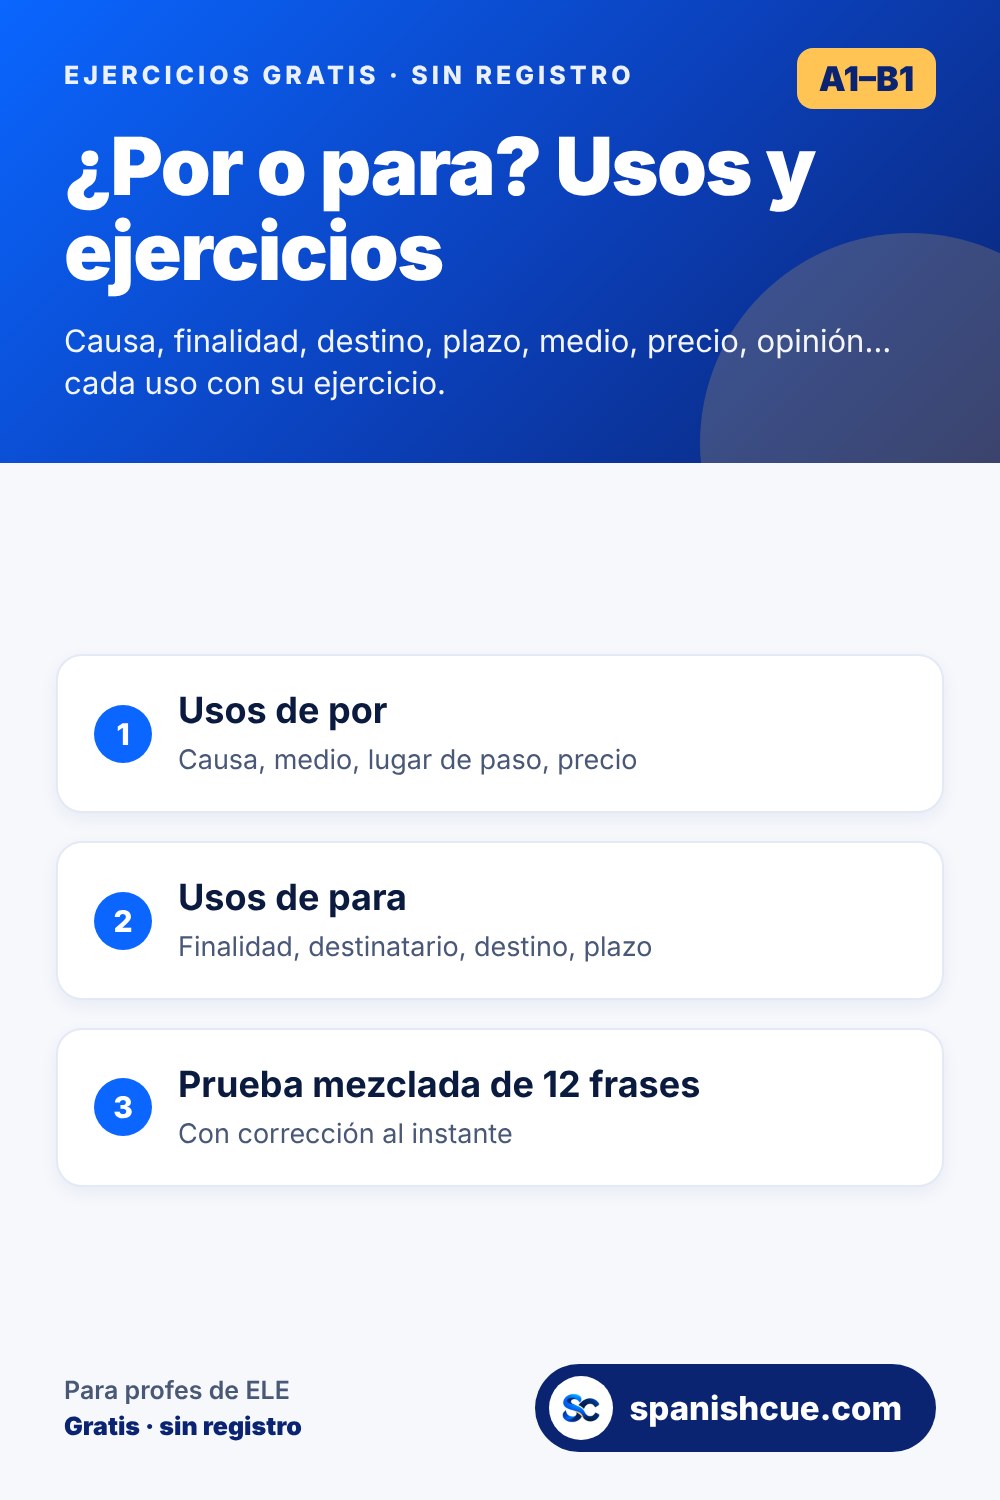 EJERCICIOS GRATIS · SIN REGISTRO
A1–B1
¿Por o para? Usos y
ejercicios
Causa, finalidad, destino, plazo, medio, precio, opinión...
cada uso con su ejercicio.
1
Usos de por
Causa, medio, lugar de paso, precio
2
Usos de para
Finalidad, destinatario, destino, plazo
3
Prueba mezclada de 12 frases
Con corrección al instante
Para profes de ELE
Gratis · sin registro
SC
spanishcue.com